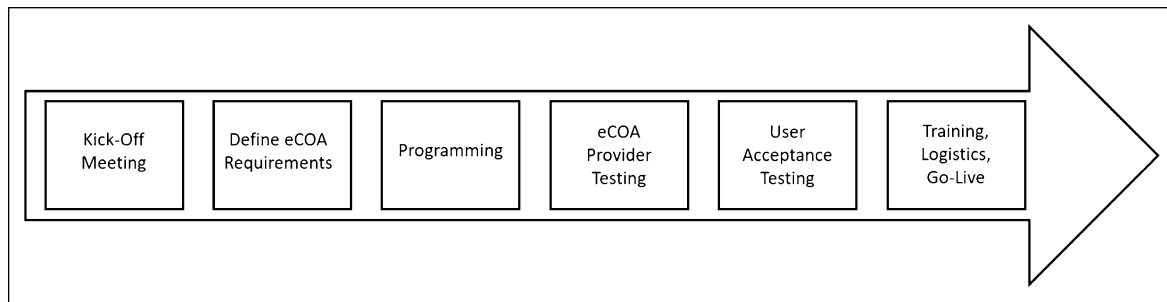 Kick-Off
Meeting
Define eCOA
Requirements
Programming
eCOA
Provider
Testing
User
Acceptance
Testing
Training,
Logistics,
Go-Live